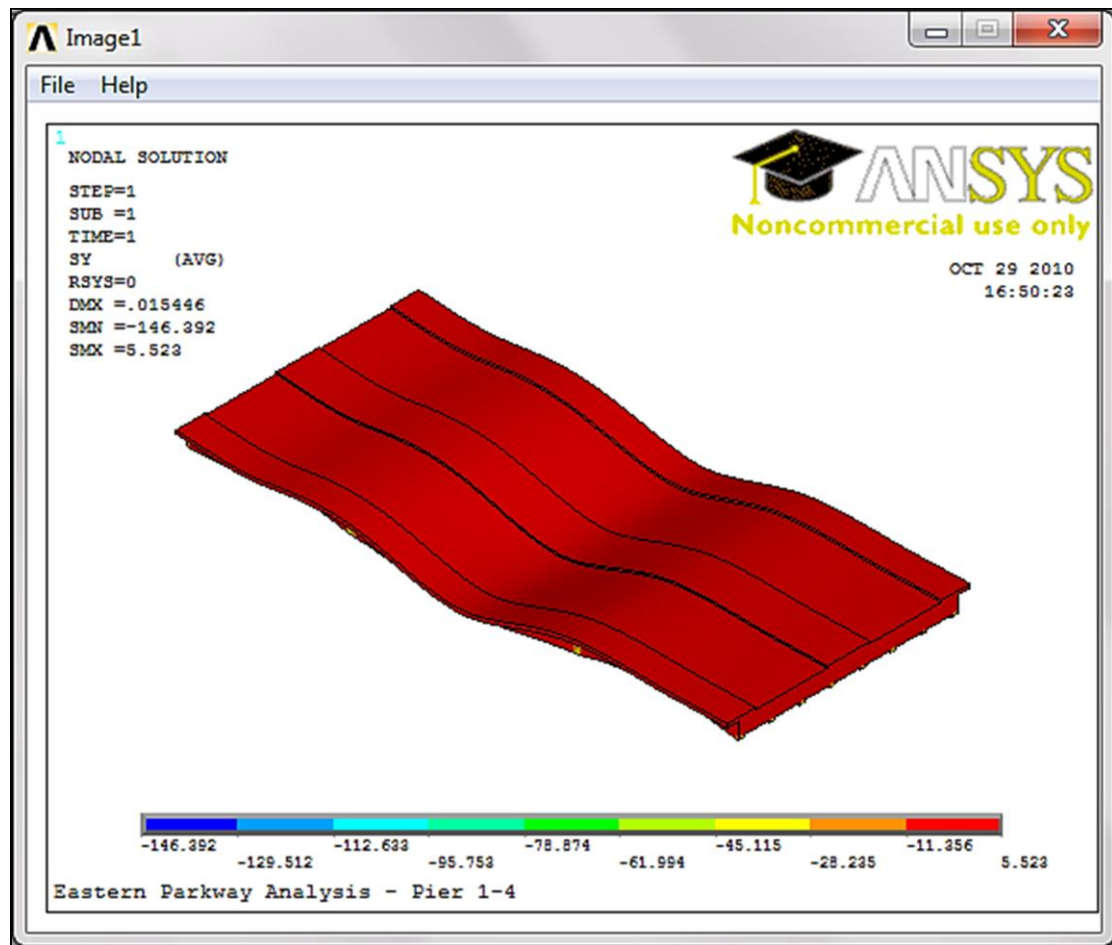 Image1
File Help
1
NODAL SOLUTION
STEP=1
SUB =1
TIME=1
SY (AVG)
RSYS=0
DMX =.015446
SMN =-146.392
SMX =5.523
ANSYS
Noncommercial use only
OCT 29 2010
16:50:23
-146.392 -112.633 -78.874 -45.115 -11.356
-129.512 -95.753 -61.994 -28.235 5.523
Eastern Parkway Analysis - Pier 1-4